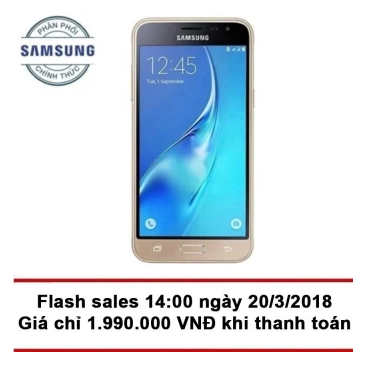 PHÂN PHỐI
SAMSUNG
CHÍNH THỨC
SAMSUNG
12:45
Flash sales 14:00 ngày 20/3/2018
Giá chỉ 1.990.000 VNĐ khi thanh toán